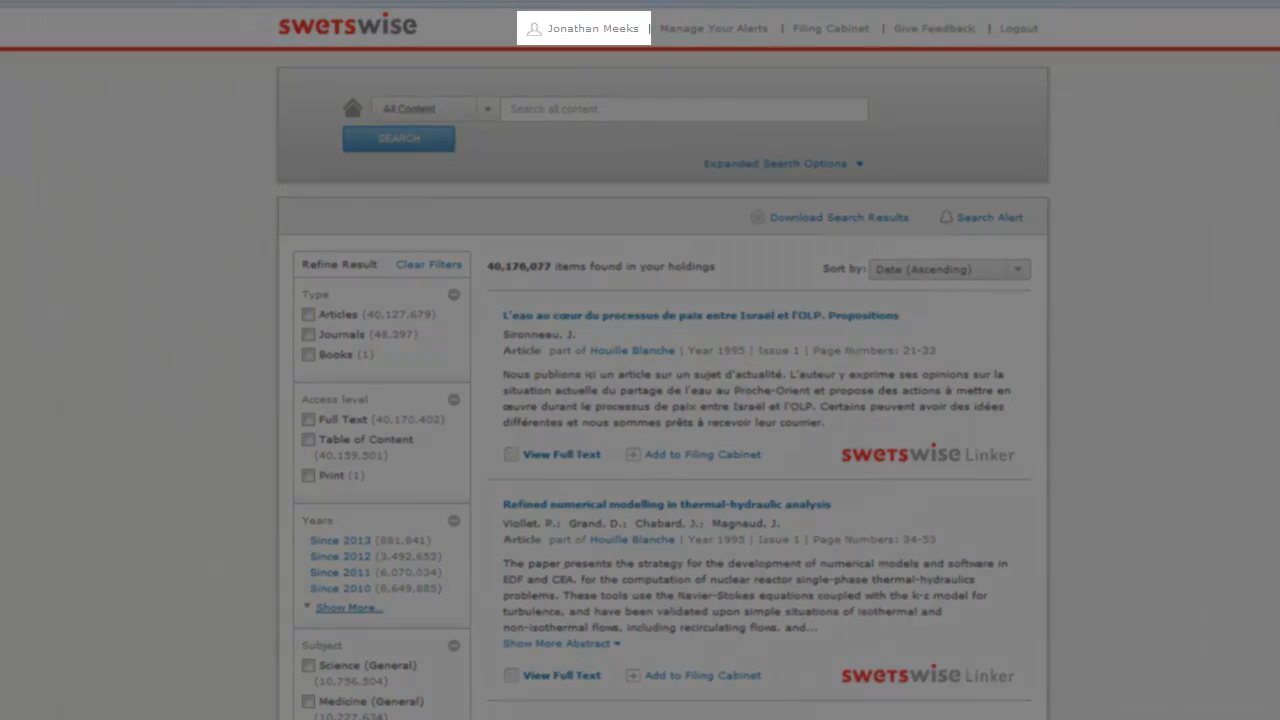 swetswise
Jonathan Meeks | Manage Your Alerts | Filing Cabinet | Give Feedback | Logout
All Content
Search all content...
SEARCH
Expanded Search Options
Download Search Results
Search Alert
Refine Result Clear Filters
Type
Articles (40,127,679)
Journals (48,397)
Books (1)
Access level
Full Text (40,170,402)
Table of Content
(40,159,501)
Print (1)
Years
Since 2013 (881,841)
Since 2012 (3,492,653)
Since 2011 (6,070,034)
Since 2010 (8,649,885)
Show More...
Subject
Science (General)
(10,756,504)
Medicine (General)
(10,227,634)
40,176,077 items found in your holdings
Sort by: Date (Ascending)
L'eau au cœur du processus de paix entre Israël et l'OLP. Propositions
Sironneau, J.
Article part of Houille Blanche | Year 1995 | Issue 1 | Page Numbers: 21-33
Nous publions ici un article sur un sujet d'actualité. L'auteur y exprime ses opinions sur la
situation actuelle du partage de l'eau au Proche-Orient et propose des actions à mettre en
œuvre durant le processus de paix entre Israël et l'OLP. Certains peuvent avoir des idées
différentes et nous sommes prêts à recevoir leur courrier.
View Full Text
Add to Filing Cabinet
swetswise Linker
Refined numerical modelling in thermal-hydraulic analysis
Viollet, P.; Grand, D.; Chabard, J.; Magnaud, J.
Article part of Houille Blanche | Year 1995 | Issue 1 | Page Numbers: 34-53
The paper presents the strategy for the development of numerical models and software in
EDF and CEA, for the computation of nuclear reactor single-phase thermal-hydraulics
problems. These tools use the Navier-Stokes equations coupled with the k-ε model for
turbulence, and have been validated upon simple situations of isothermal and
non-isothermal flows, including recirculating flows, and...
Show More Abstract
View Full Text
Add to Filing Cabinet
swetswise Linker